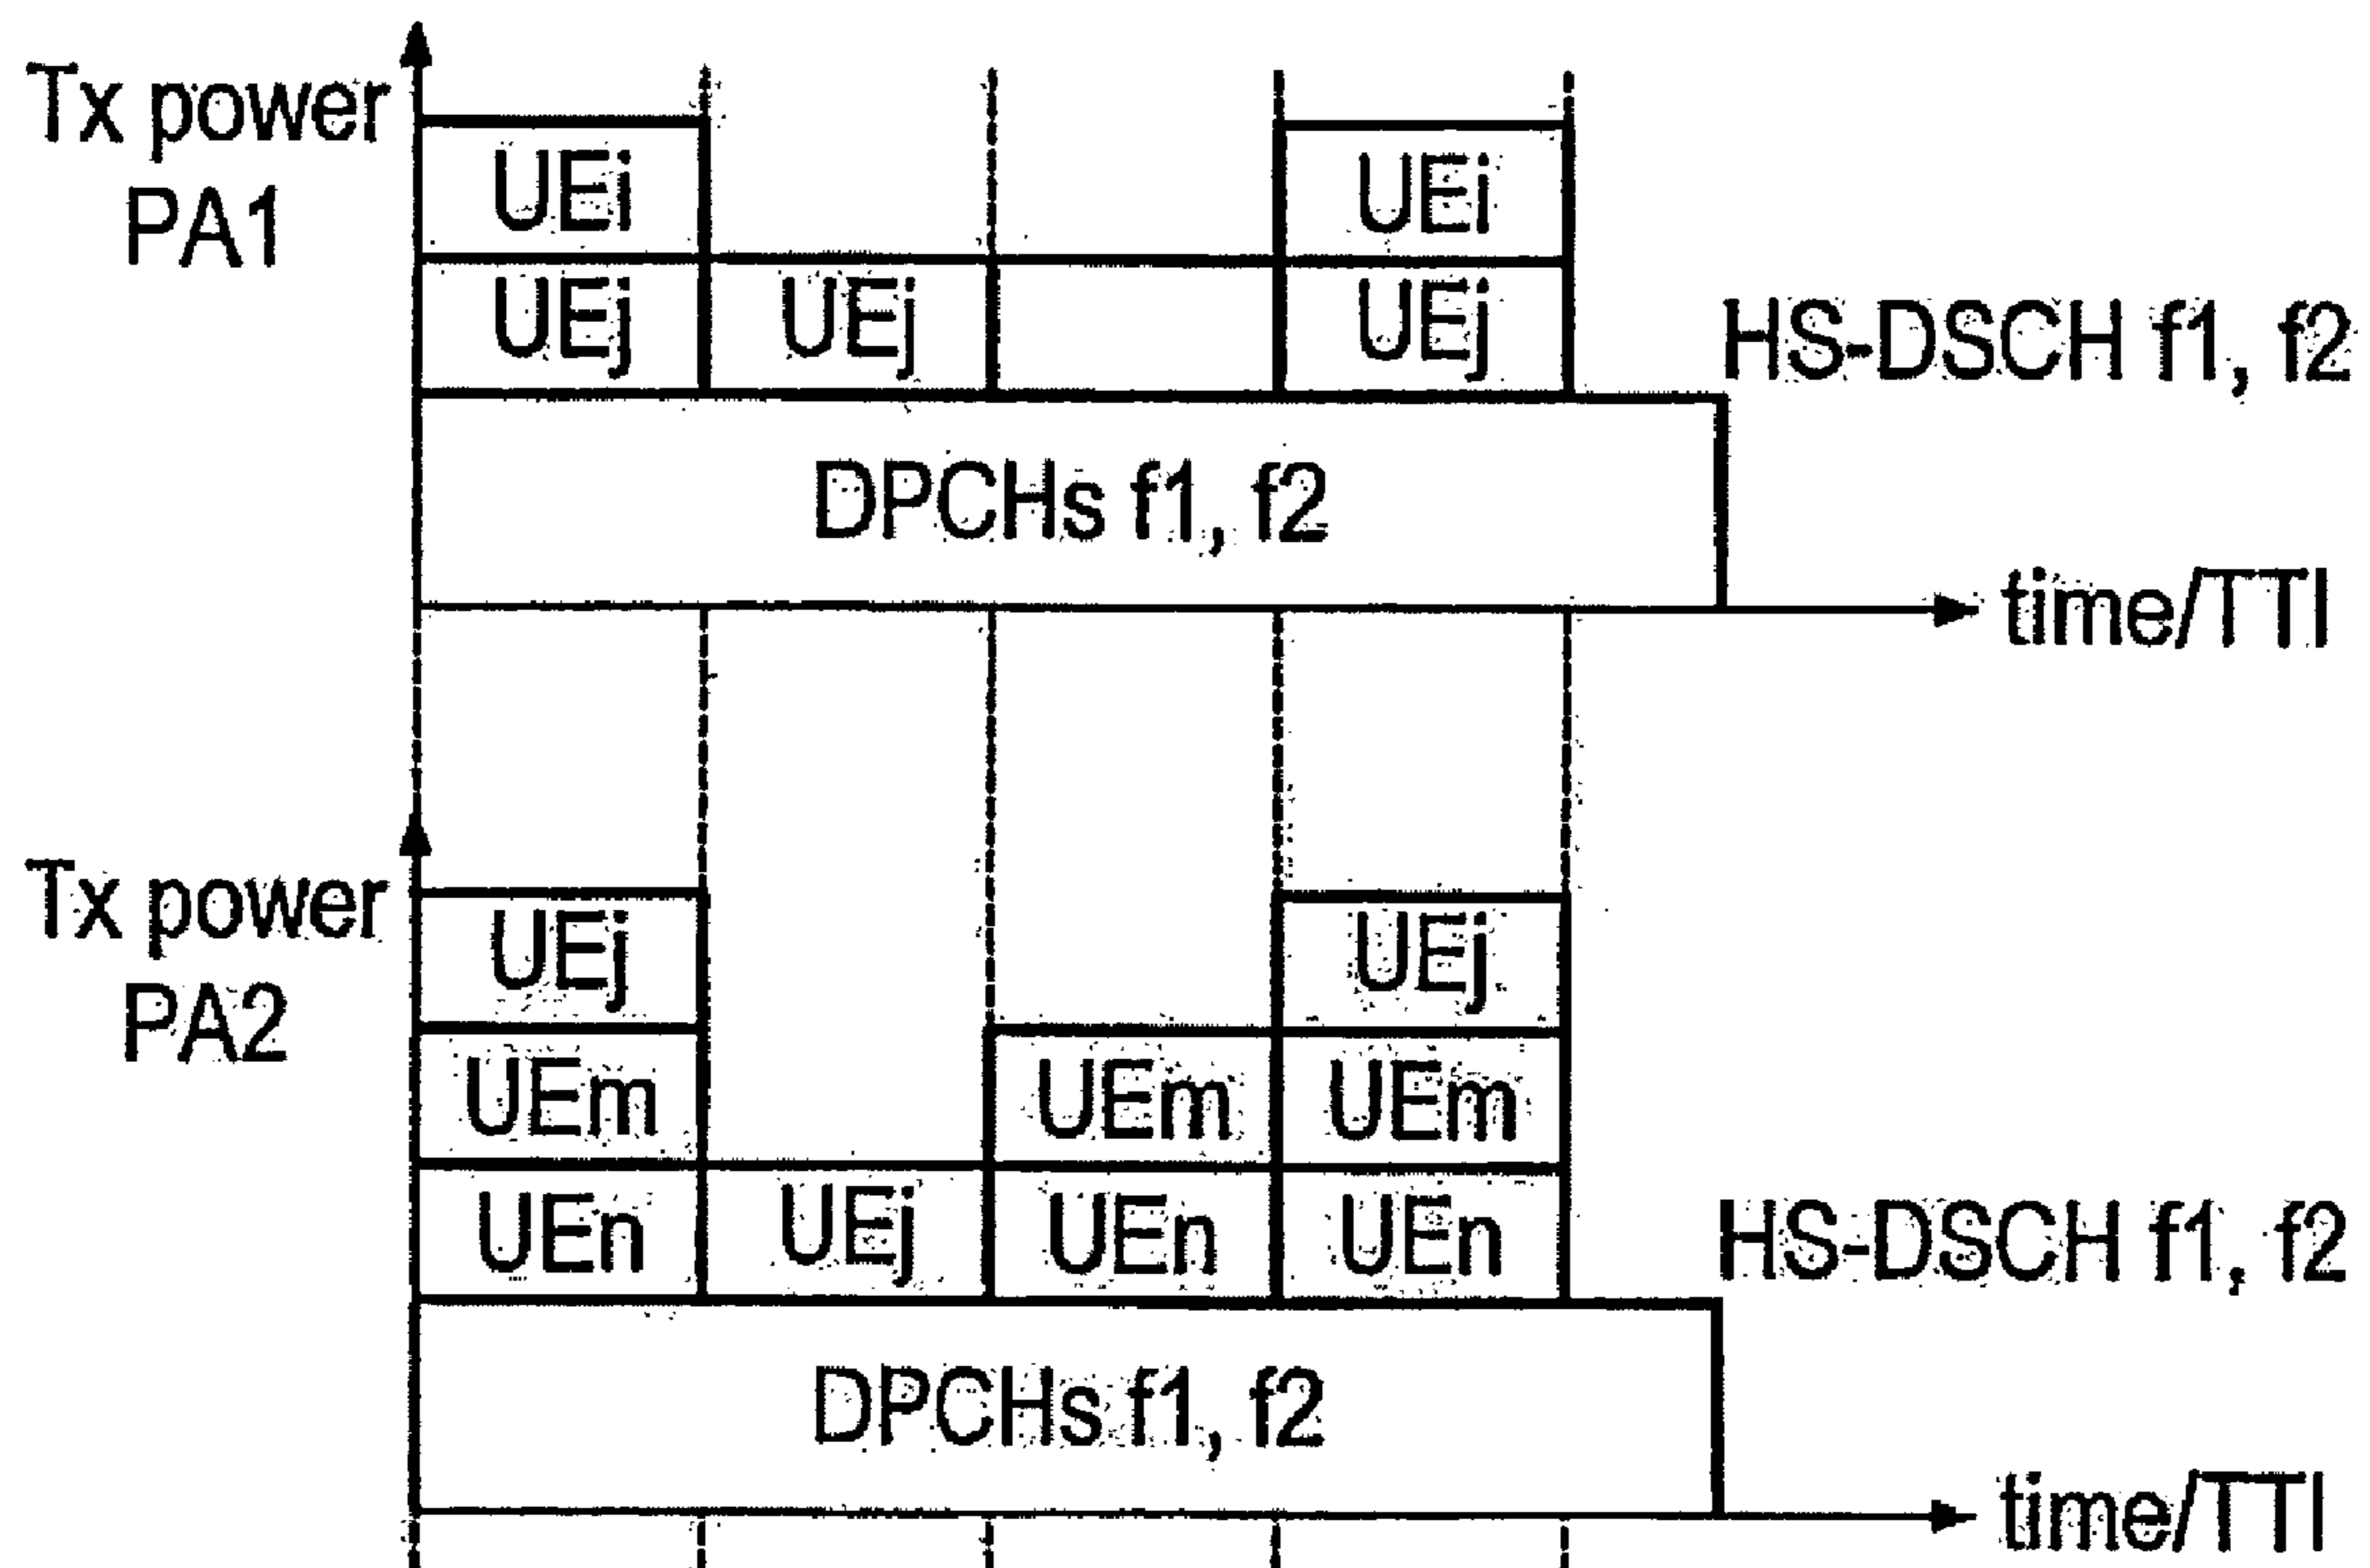 Tx power
PA1
UEi
UEi
UEj
UEj
UEj
HS-DSCH f1, f2
DPCHs f1, f2
time/TTI
Tx power
PA2
UEj
UEj
UEm
UEm
UEm
UEn
UEj
UEn
UEn
HS-DSCH f1, f2
DPCHs f1, f2
time/TTI